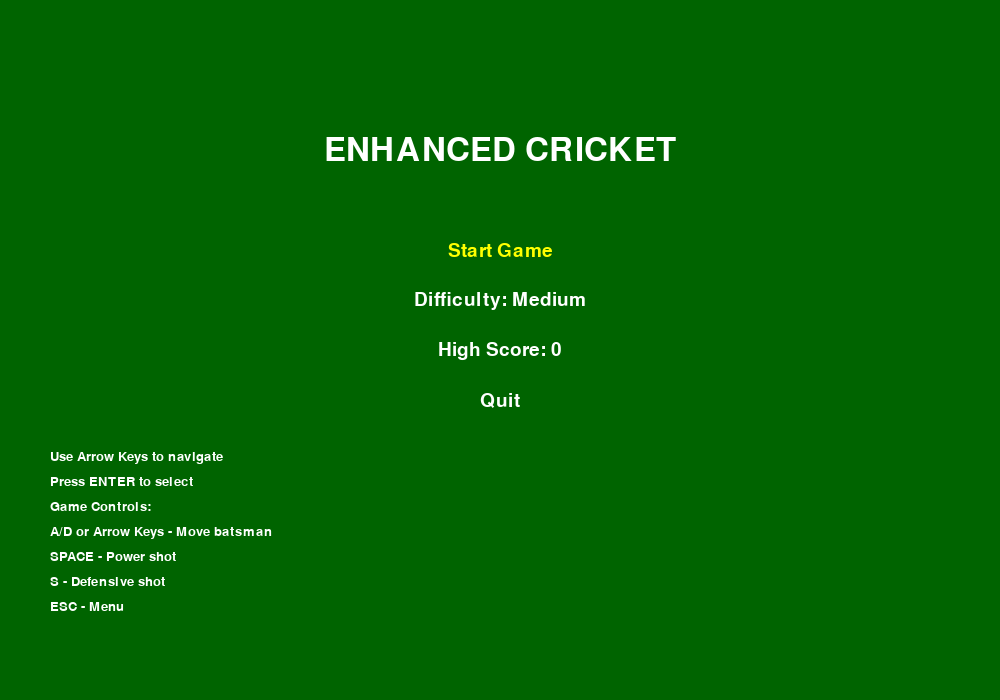 ENHANCED CRICKET
Start Game
Difficulty: Medium
High Score: 0
Quit
Use Arrow Keys to navigate
Press ENTER to select
Game Controls:
A/D or Arrow Keys - Move batsman
SPACE - Power shot
S - Defensive shot
ESC - Menu